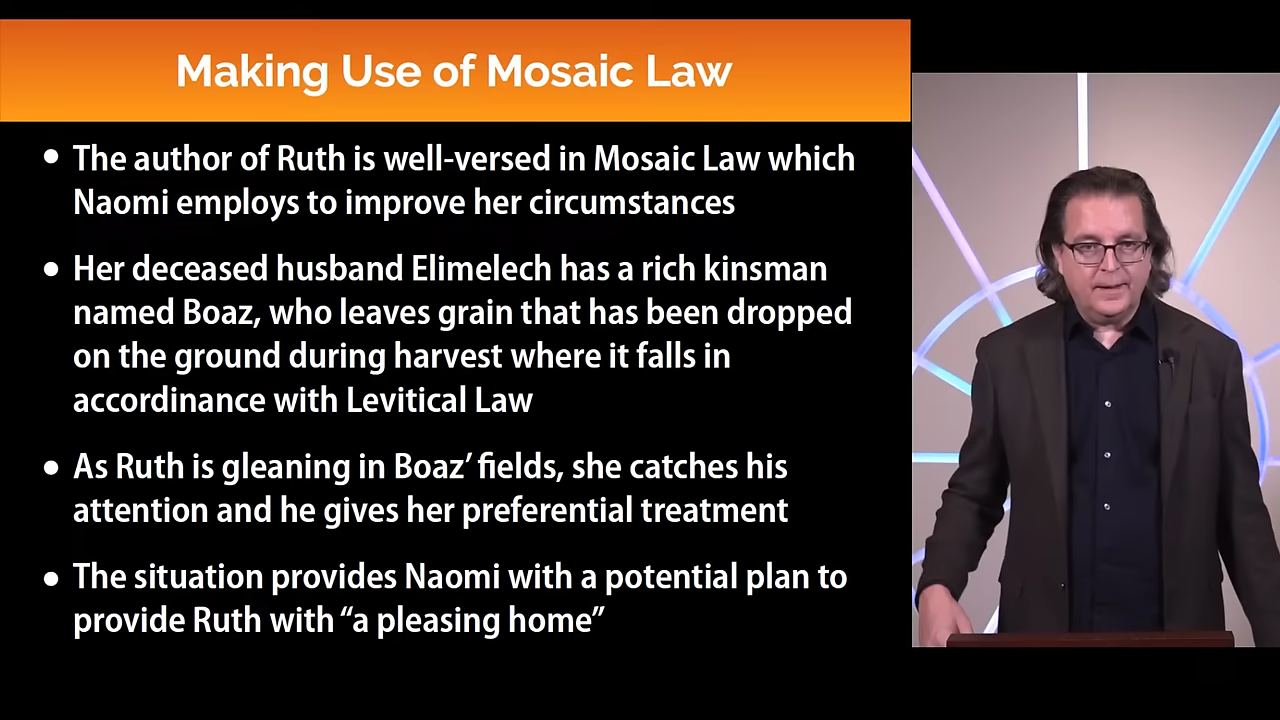 Making Use of Mosaic Law
• The author of Ruth is well-versed in Mosaic Law which
Naomi employs to improve her circumstances
• Her deceased husband Elimelech has a rich kinsman
named Boaz, who leaves grain that has been dropped
on the ground during harvest where it falls in
accordinance with Levitical Law
• As Ruth is gleaning in Boaz’ fields, she catches his
attention and he gives her preferential treatment
• The situation provides Naomi with a potential plan to
provide Ruth with “a pleasing home”